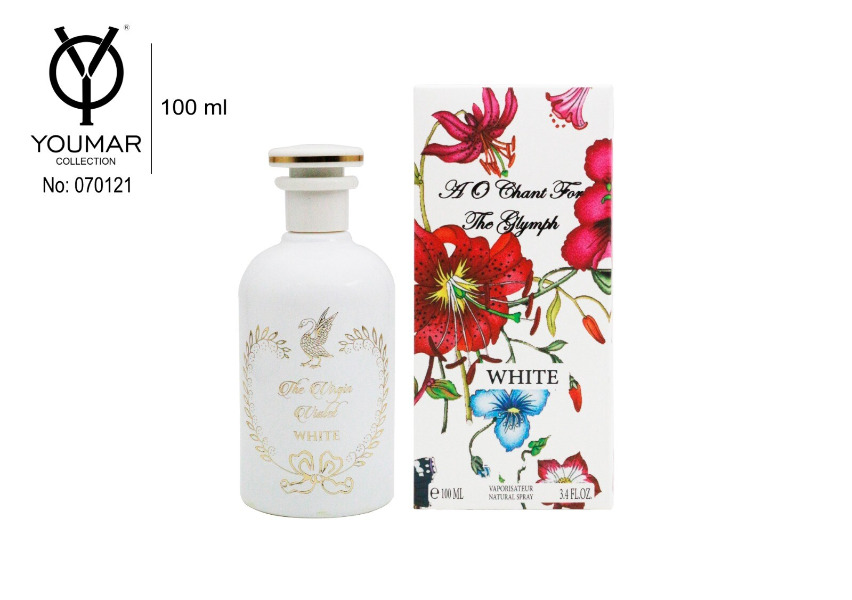 ®
YOUMAR
COLLECTION
No: 070121
100 ml
The Virgin
Violet
WHITE
A O Chant For
The Glymph
WHITE
℮ 100 ML
VAPORISATEUR
NATURAL SPRAY
3.4 FL.OZ.